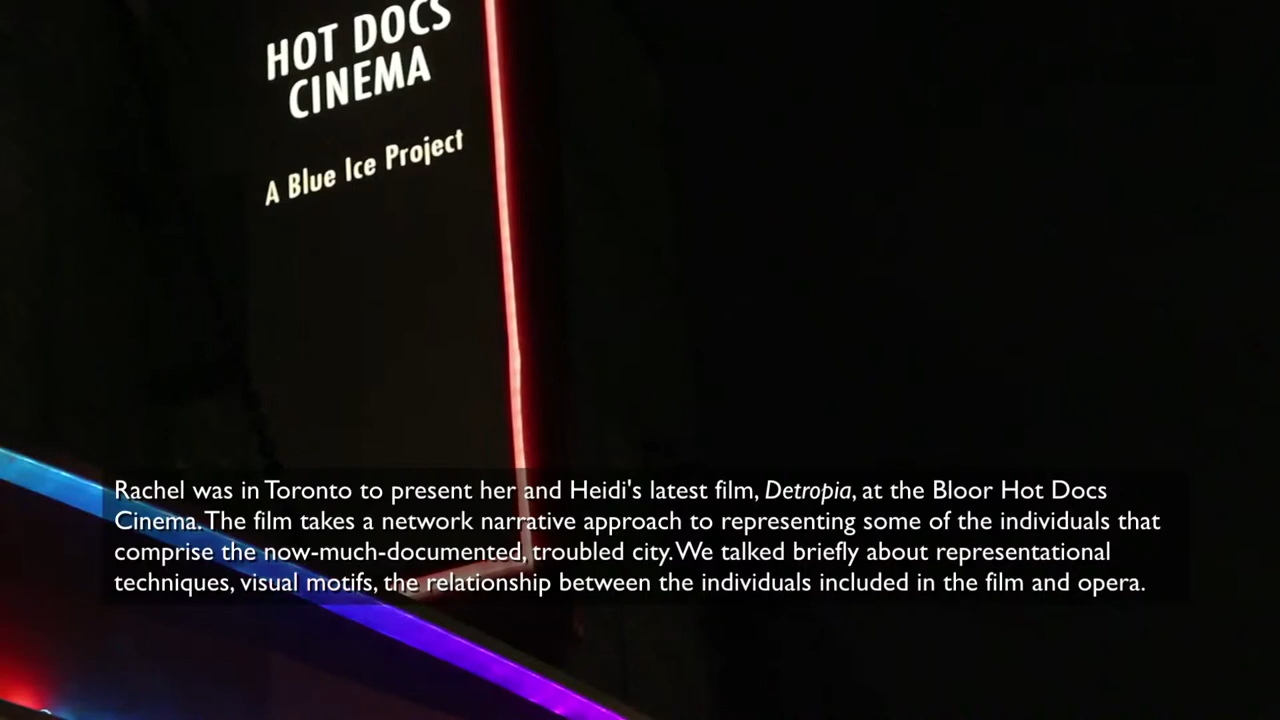 HOT DOCS
CINEMA
A Blue Ice Project
Rachel was in Toronto to present her and Heidi's latest film, Detropia, at the Bloor Hot Docs
Cinema. The film takes a network narrative approach to representing some of the individuals that
comprise the now-much-documented, troubled city. We talked briefly about representational
techniques, visual motifs, the relationship between the individuals included in the film and opera.